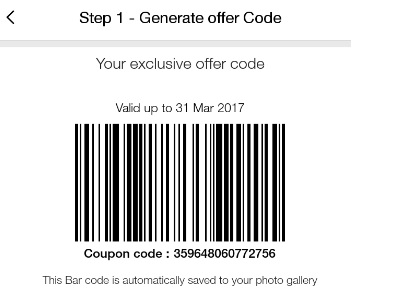 Step 1 - Generate offer Code
Your exclusive offer code
Valid up to 31 Mar 2017
Coupon code : 359648060772756
This Bar code is automatically saved to your photo gallery